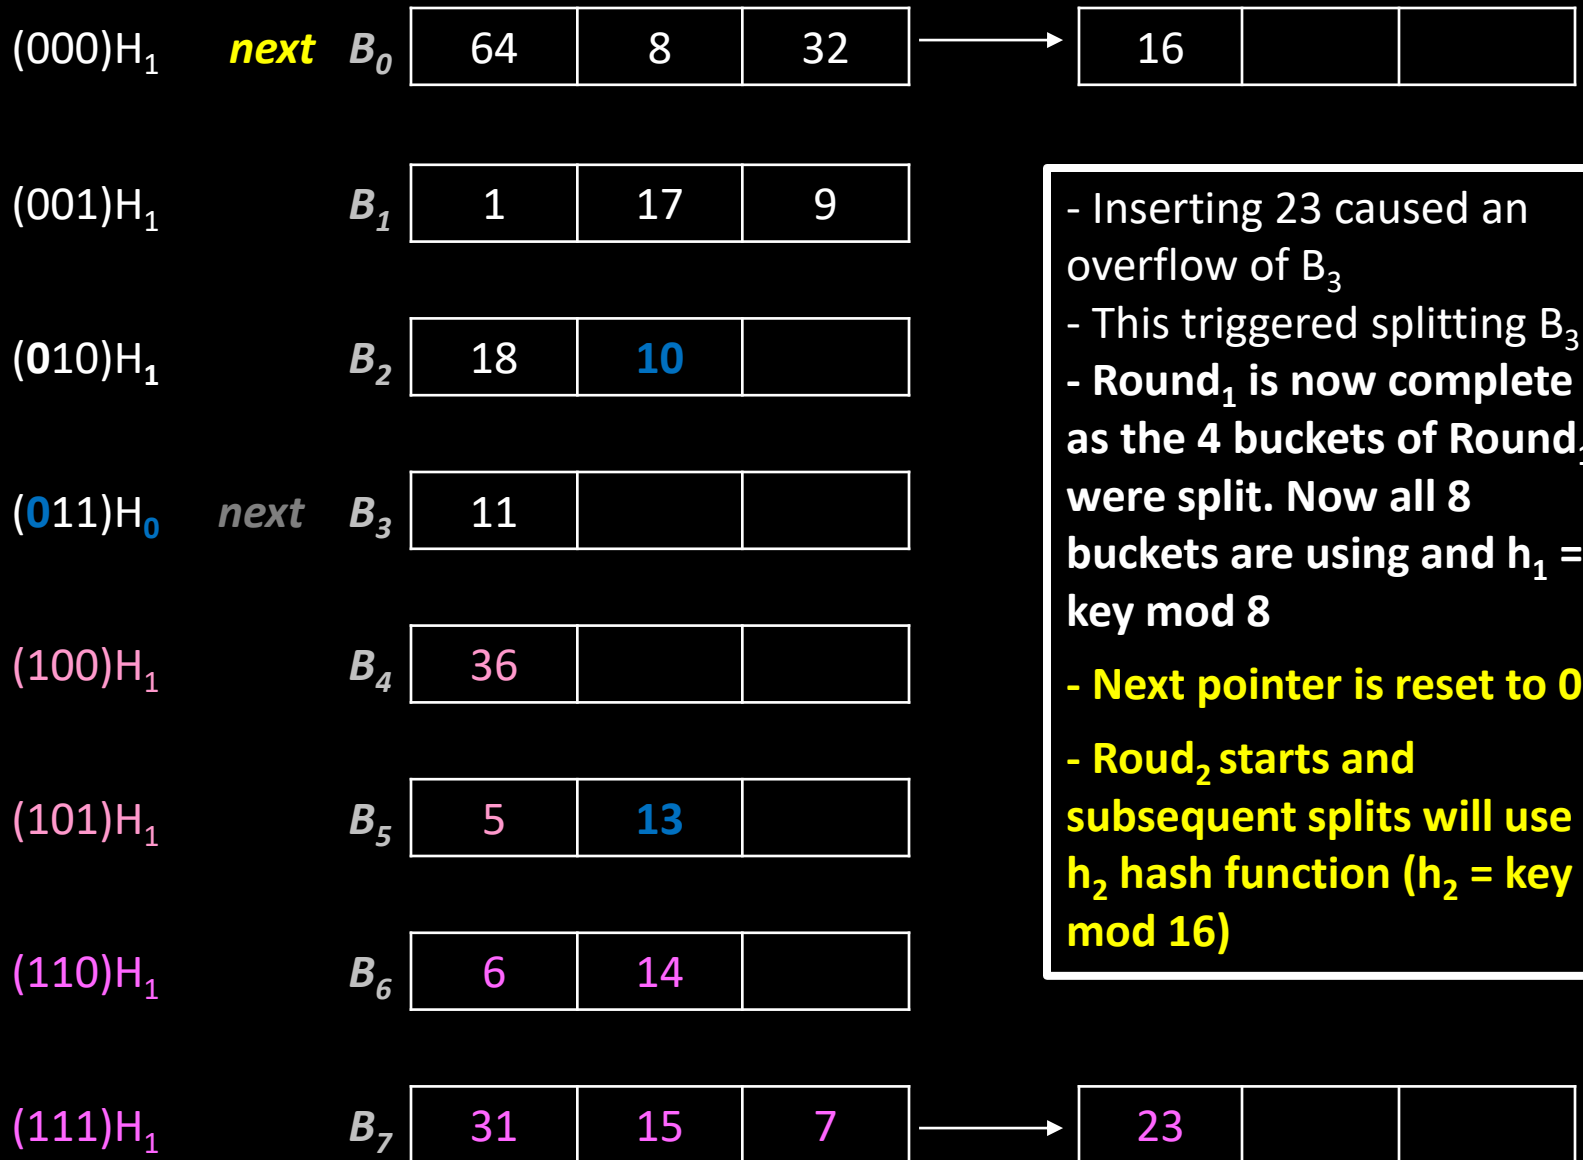 (000)H₁ next B₀ 64 8 32 16
(001)H₁ B₁ 1 17 9
(010)H₁ B₂ 18 10
(011)H₀ next B₃ 11
(100)H₁ B₄ 36
(101)H₁ B₅ 5 13
(110)H₁ B₆ 6 14
(111)H₁ B₇ 31 15 7 23
- Inserting 23 caused an
overflow of B₃
- This triggered splitting B₃
- Round₁ is now complete
as the 4 buckets of Round₁
were split. Now all 8
buckets are using and h₁ =
key mod 8
- Next pointer is reset to 0
- Roud₂ starts and
subsequent splits will use
h₂ hash function (h₂ = key
mod 16)